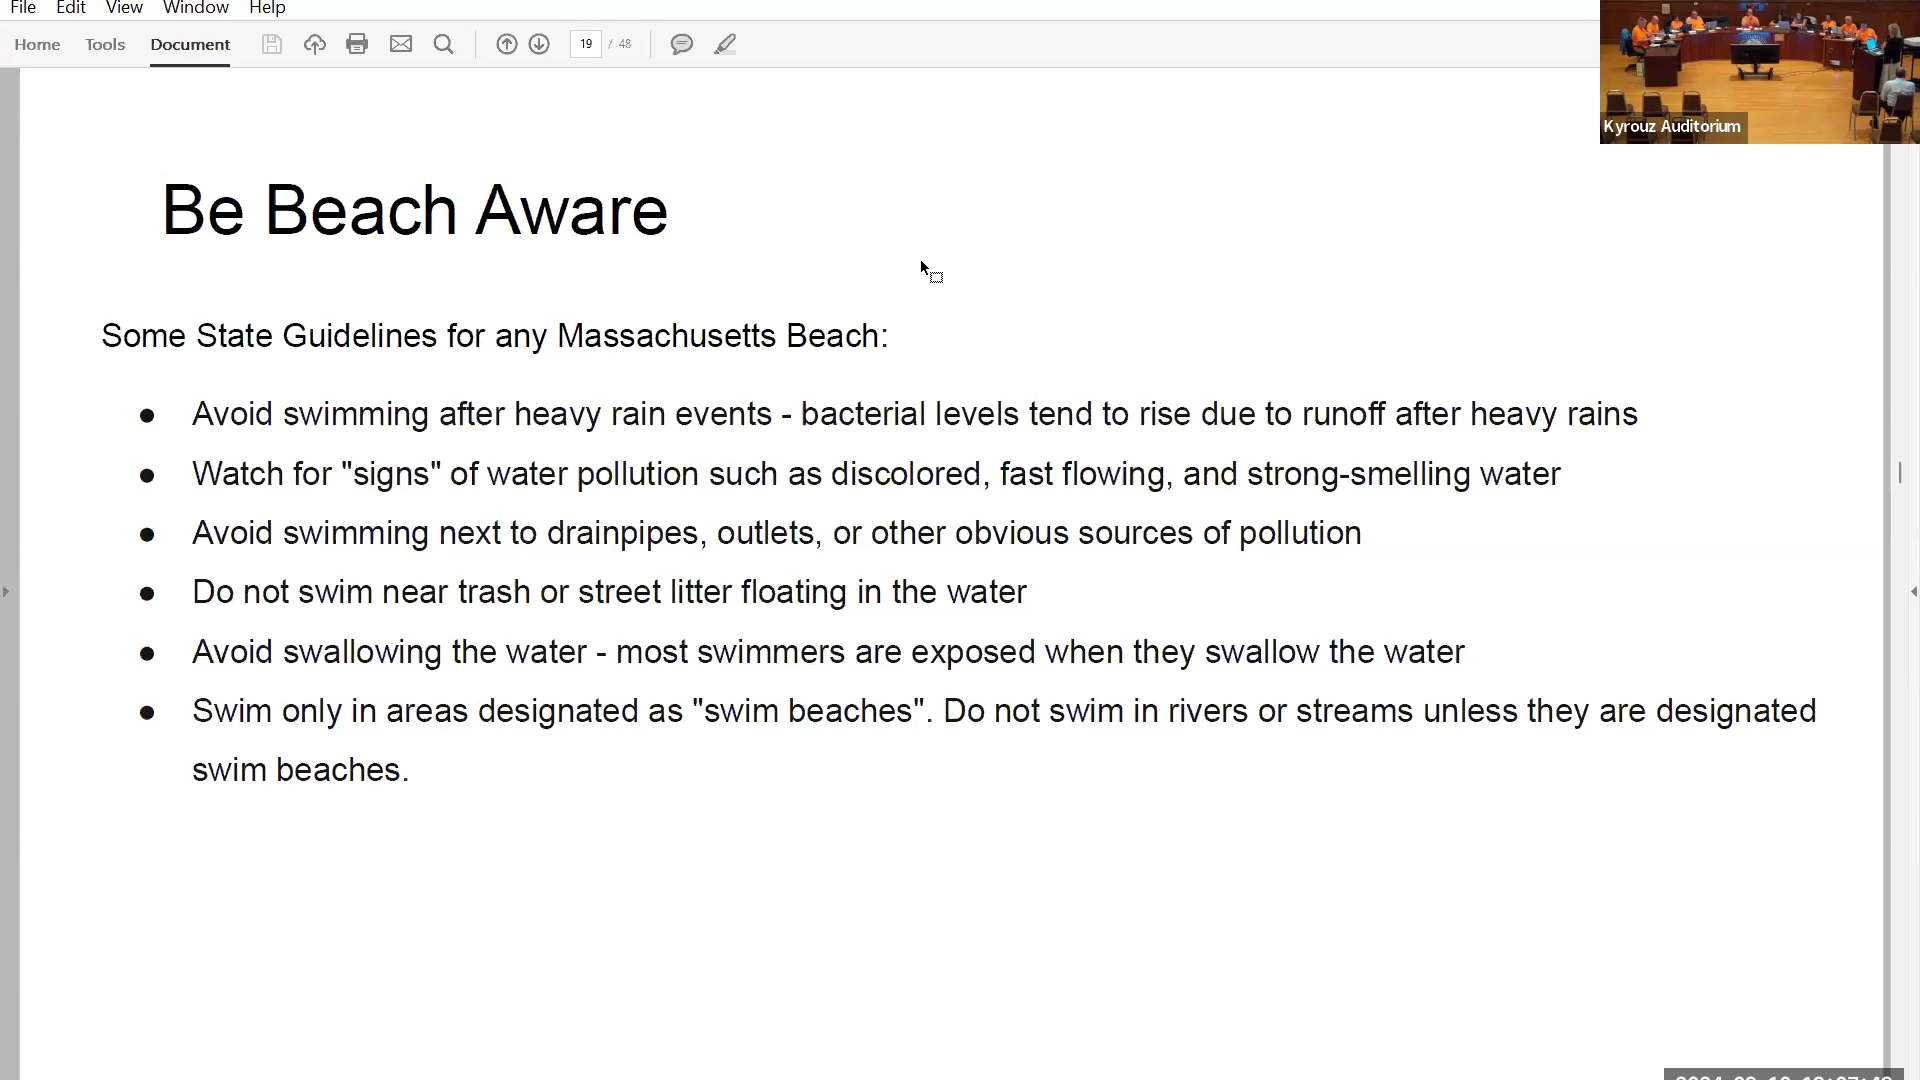 File Edit View Window Help
Home Tools Document 19 / 48
Kyrouz Auditorium
Be Beach Aware
Some State Guidelines for any Massachusetts Beach:
● Avoid swimming after heavy rain events - bacterial levels tend to rise due to runoff after heavy rains
● Watch for "signs" of water pollution such as discolored, fast flowing, and strong-smelling water
● Avoid swimming next to drainpipes, outlets, or other obvious sources of pollution
● Do not swim near trash or street litter floating in the water
● Avoid swallowing the water - most swimmers are exposed when they swallow the water
● Swim only in areas designated as "swim beaches". Do not swim in rivers or streams unless they are designated
swim beaches.